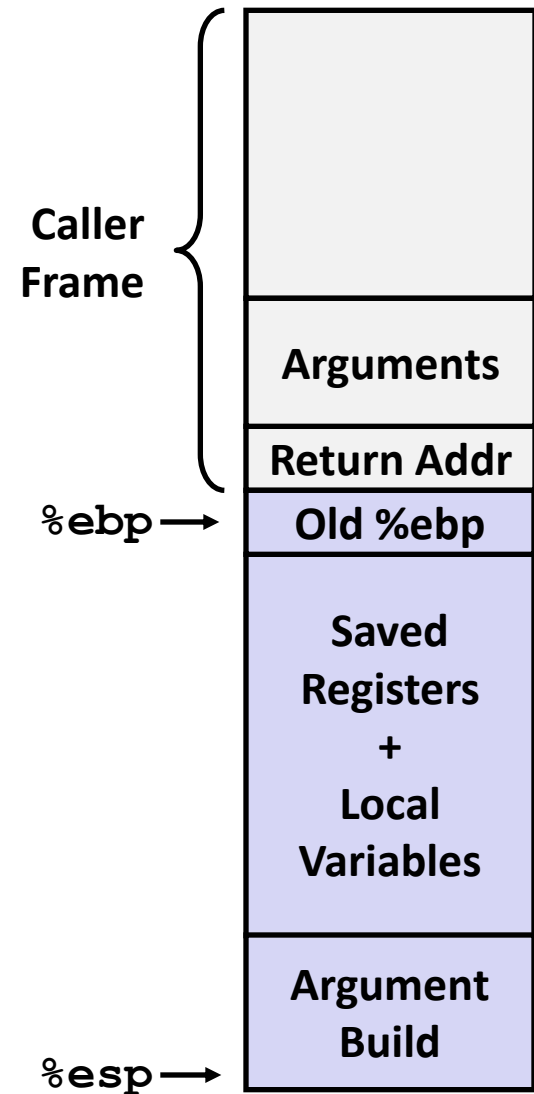 Caller
Frame
Arguments
Return Addr
%ebp
Old %ebp
Saved
Registers
+
Local
Variables
Argument
Build
%esp